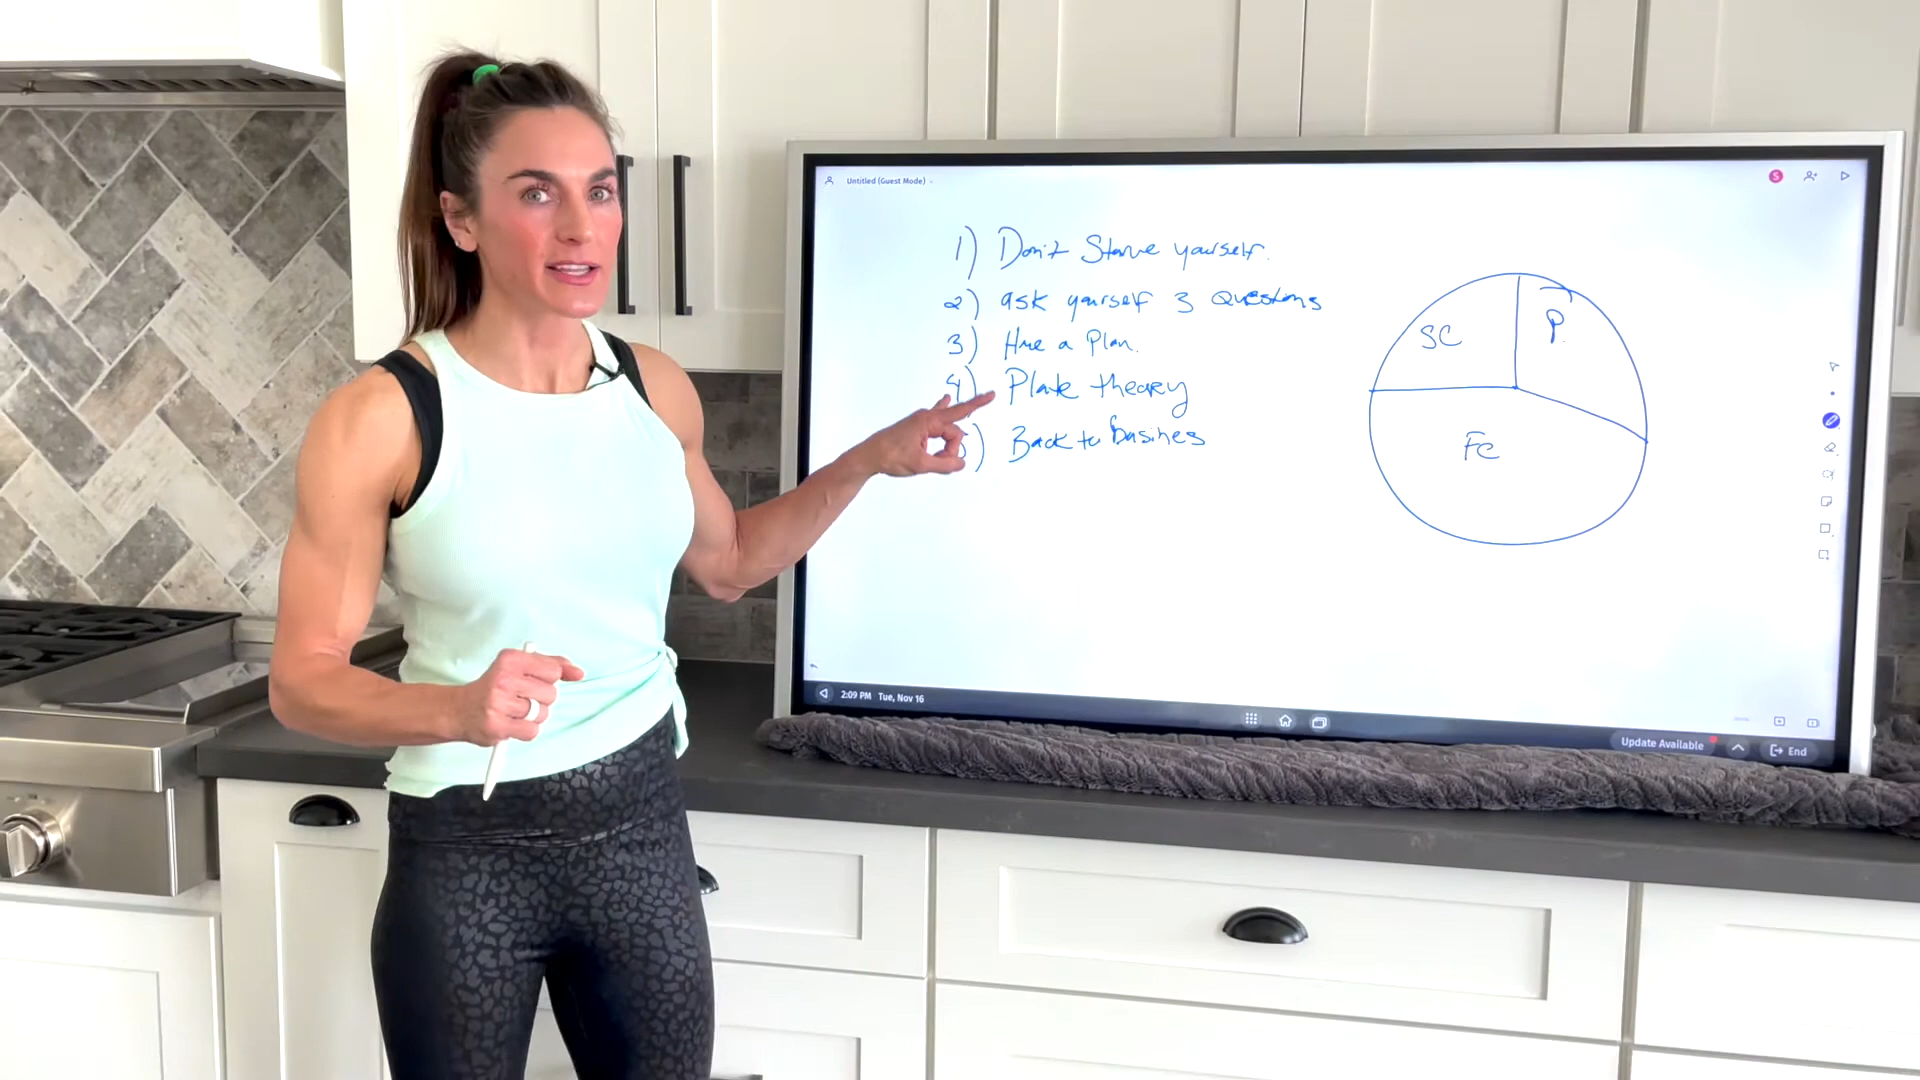 Untitled (Guest Mode)
S
1) Don't Starve yourself.
2) ask yourself 3 Questions
3) Have a Plan.
4) Plate theory
5) Back to Busines
SC
P.
FC
2:09 PM Tue, Nov 16
Update Available
End